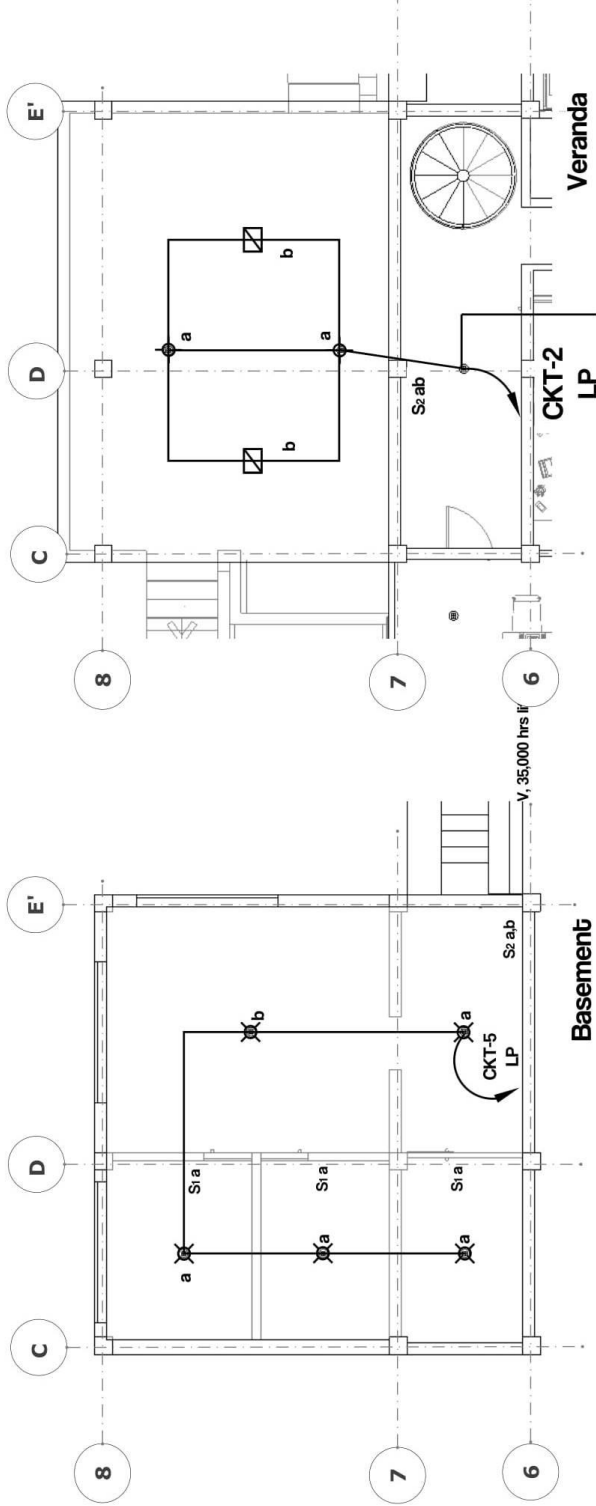 C
D
E'
8
7
6
a
b
a
a
a
S1 a
S1 a
S1 a
S2 a,b
CKT-5
LP
Basement
V, 35,000 hrs li
C
D
E'
8
7
6
a
a
b
b
S2 ab
CKT-2
LP
Veranda